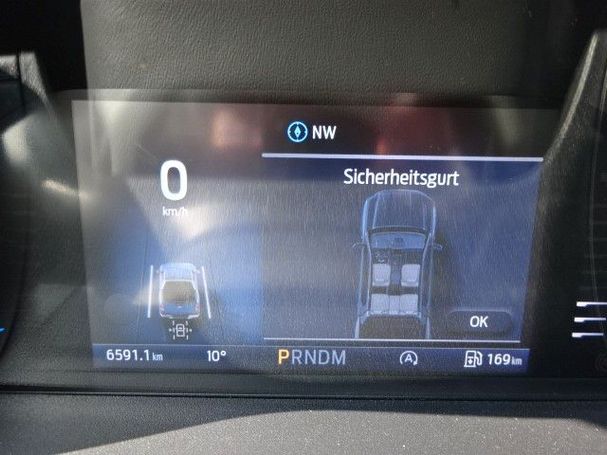 NW
0
km/h
Sicherheitsgurt
OK
6591.1 km 10° PRNDM A 169 km